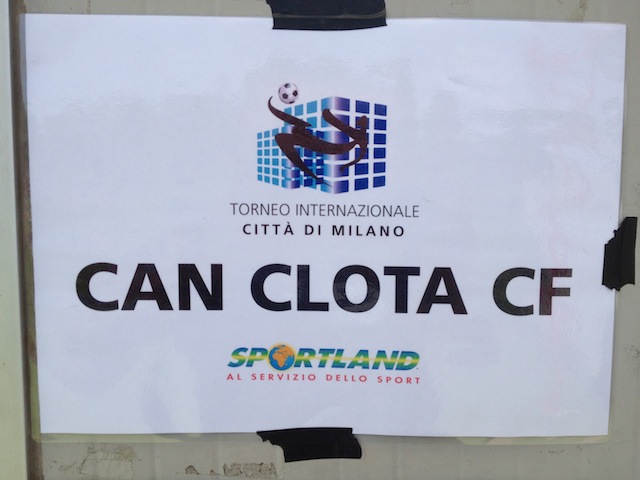 TORNEO INTERNAZIONALE
CITTÀ DI MILANO
CAN CLOTA CF
SPORTLAND
AL SERVIZIO DELLO SPORT